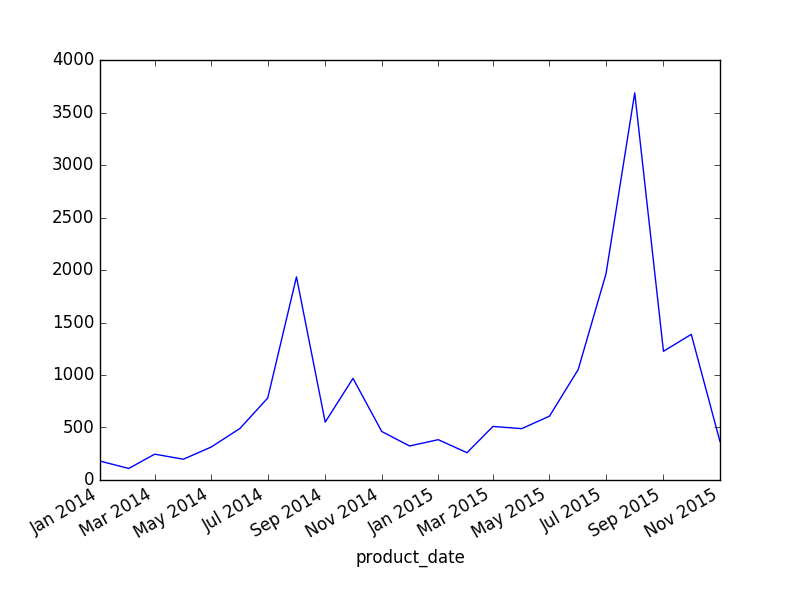 4000
3500
3000
2500
2000
1500
1000
500
0
Jan 2014
Mar 2014
May 2014
Jul 2014
Sep 2014
Nov 2014
Jan 2015
Mar 2015
May 2015
Jul 2015
Sep 2015
Nov 2015
product_date